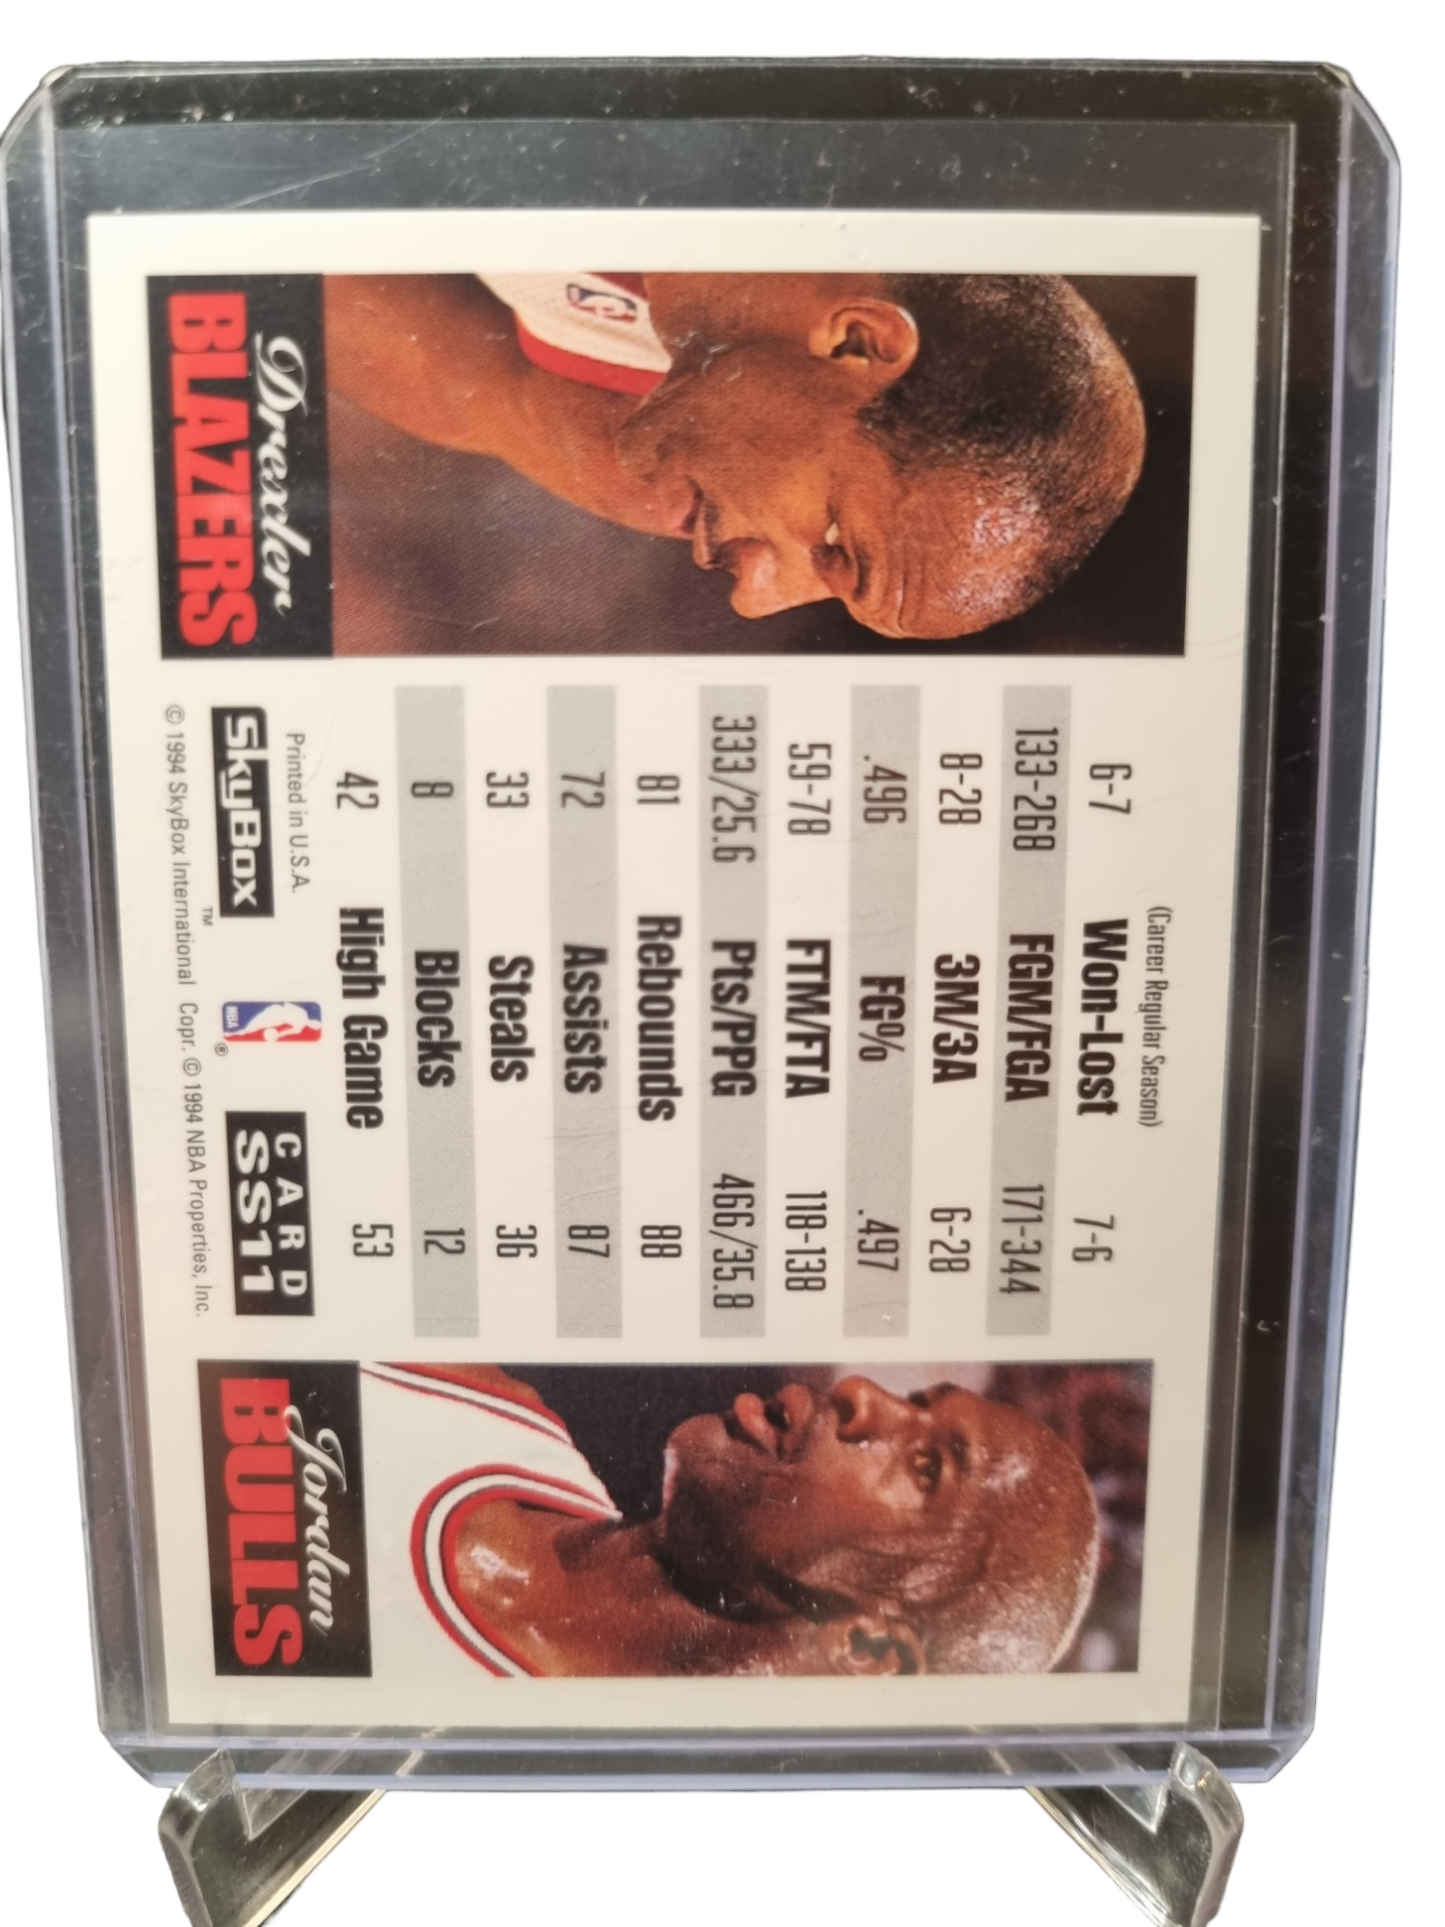 (Career Regular Season)
6-7 Won-Lost 7-6
133-268 FGM/FGA 171-344
8-28 3M/3A 6-28
.496 FG% .497
59-78 FTM/FTA 118-138
333/25.6 Pts/PPG 466/35.8
81 Rebounds 88
72 Assists 87
33 Steals 36
8 Blocks 12
42 High Game 53
Drexler
BLAZERS
Jordan
BULLS
Printed in U.S.A.
SkyBox™
NBA®
CARD
SS11
© 1994 SkyBox International Copr. © 1994 NBA Properties, Inc.